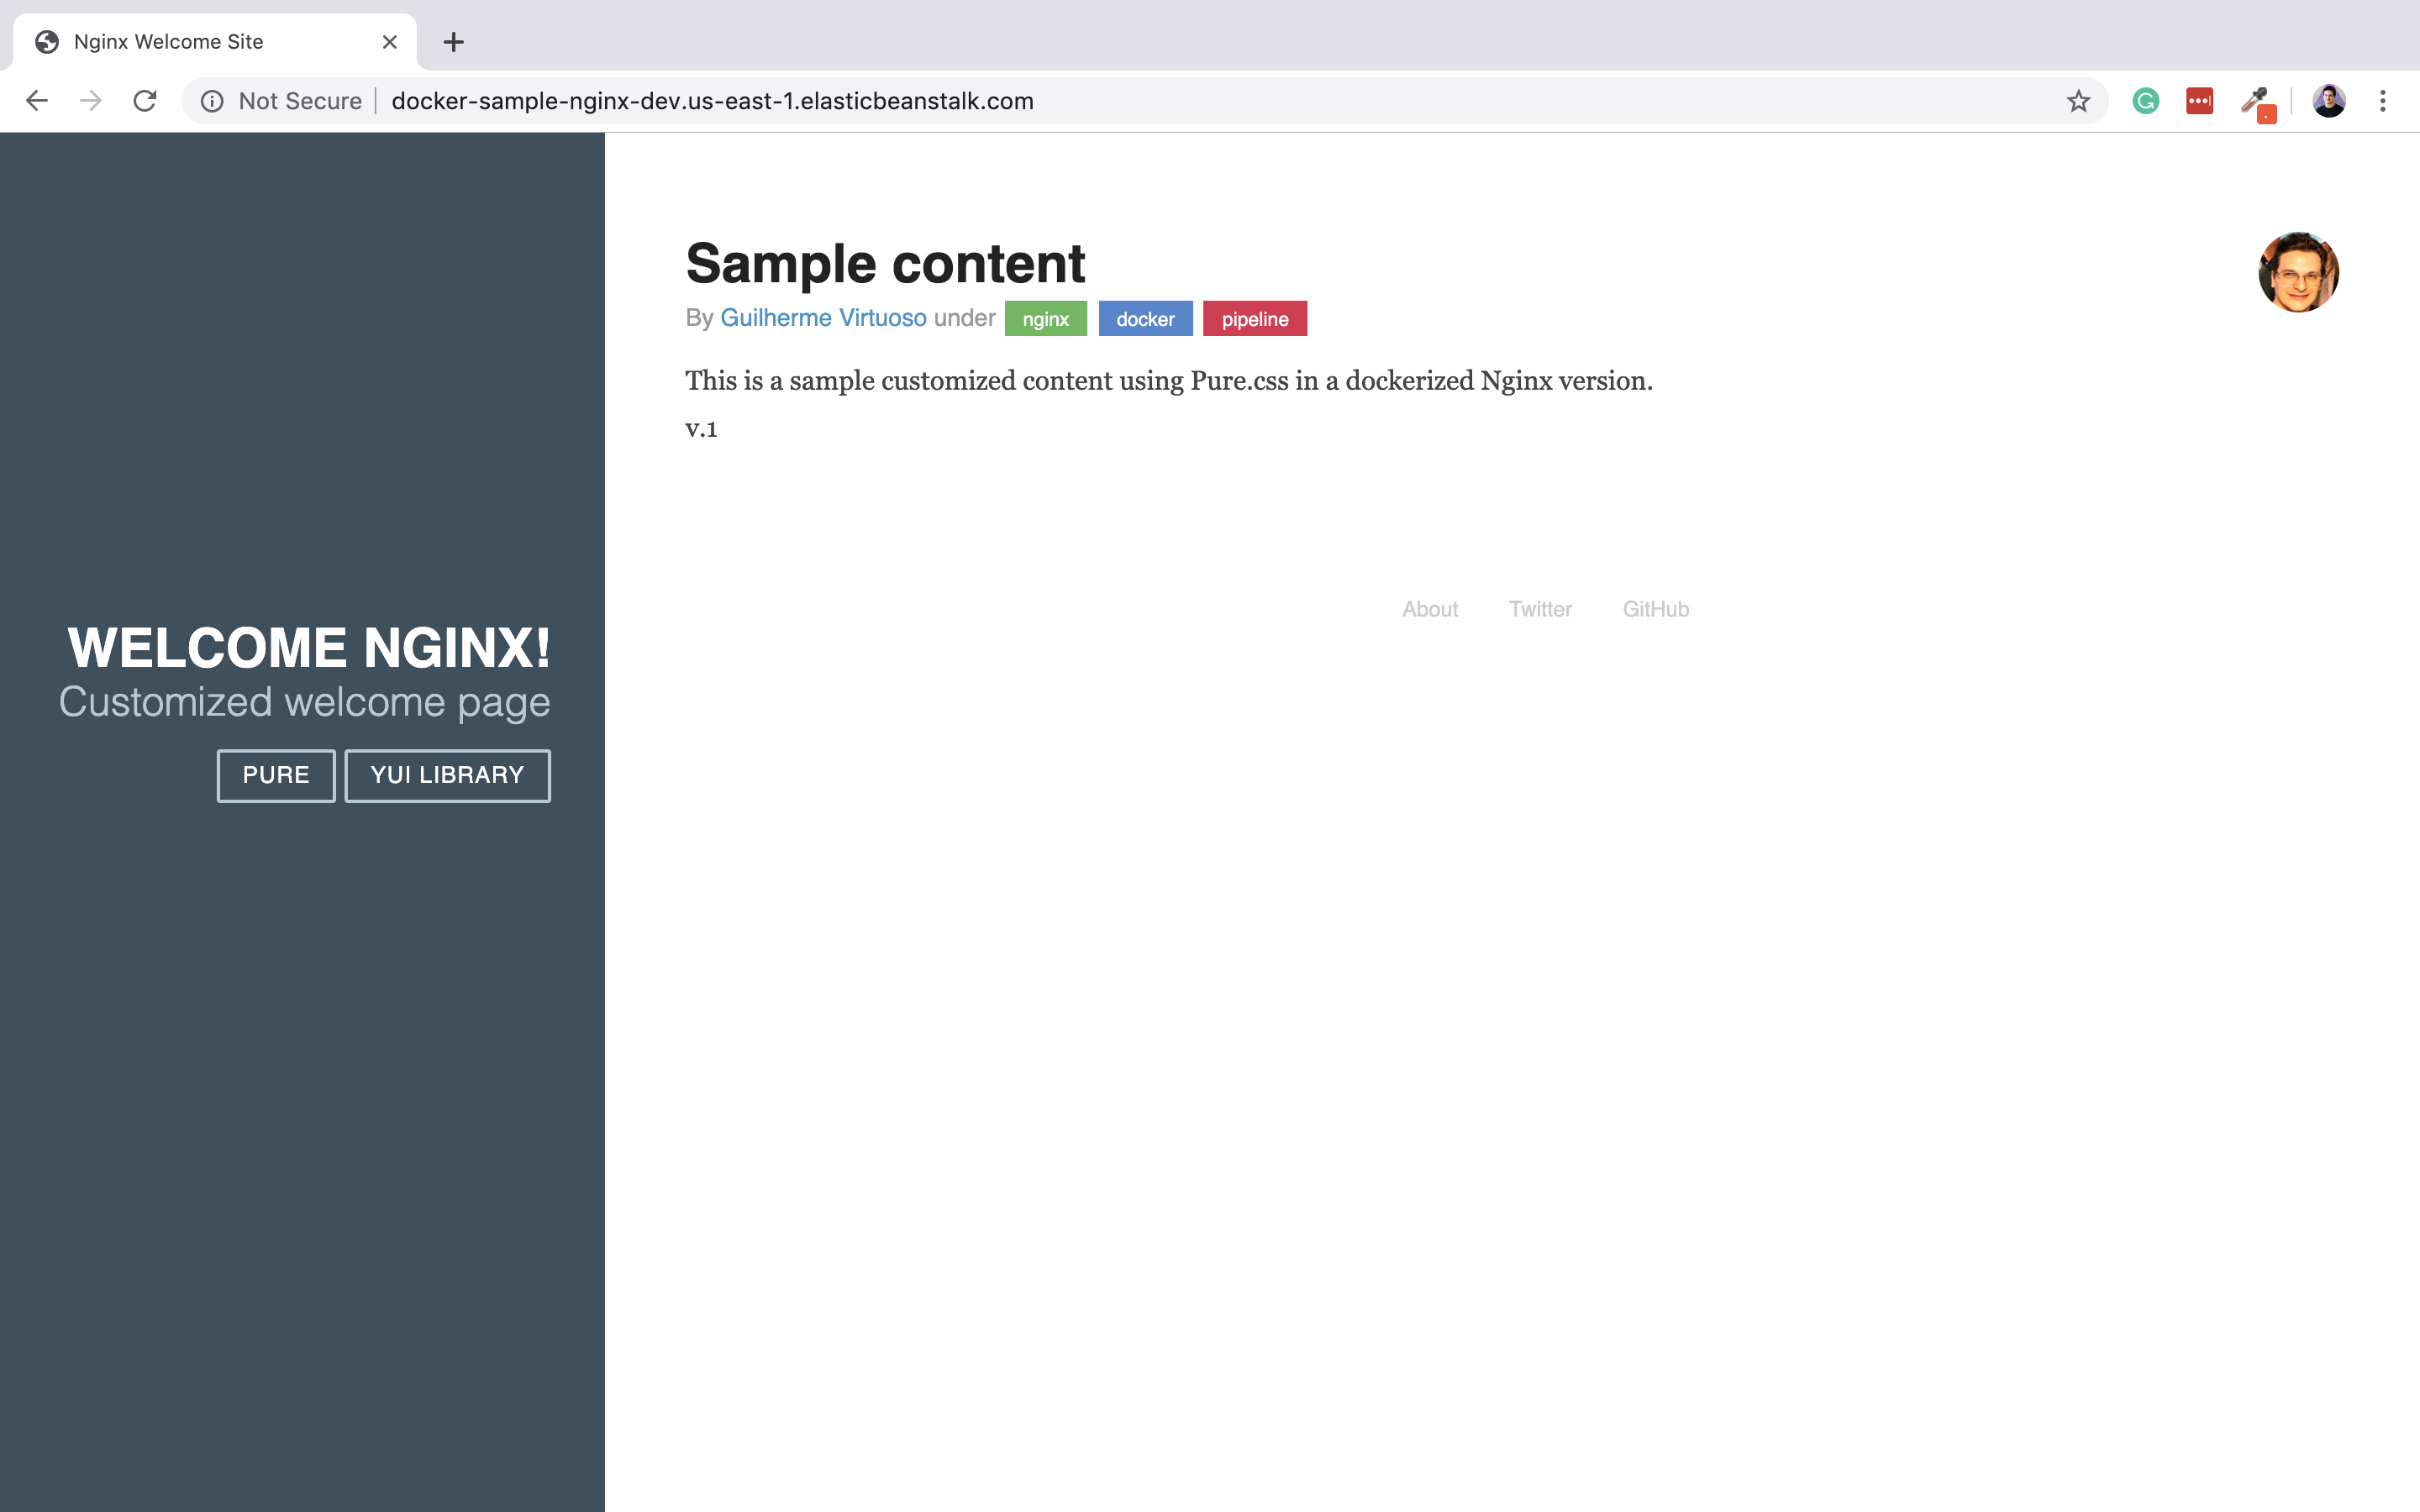 Nginx Welcome Site
Not Secure docker-sample-nginx-dev.us-east-1.elasticbeanstalk.com
WELCOME NGINX!
Customized welcome page
PURE YUI LIBRARY
Sample content
By Guilherme Virtuoso under nginx docker pipeline
This is a sample customized content using Pure.css in a dockerized Nginx version.
v.1
About Twitter GitHub